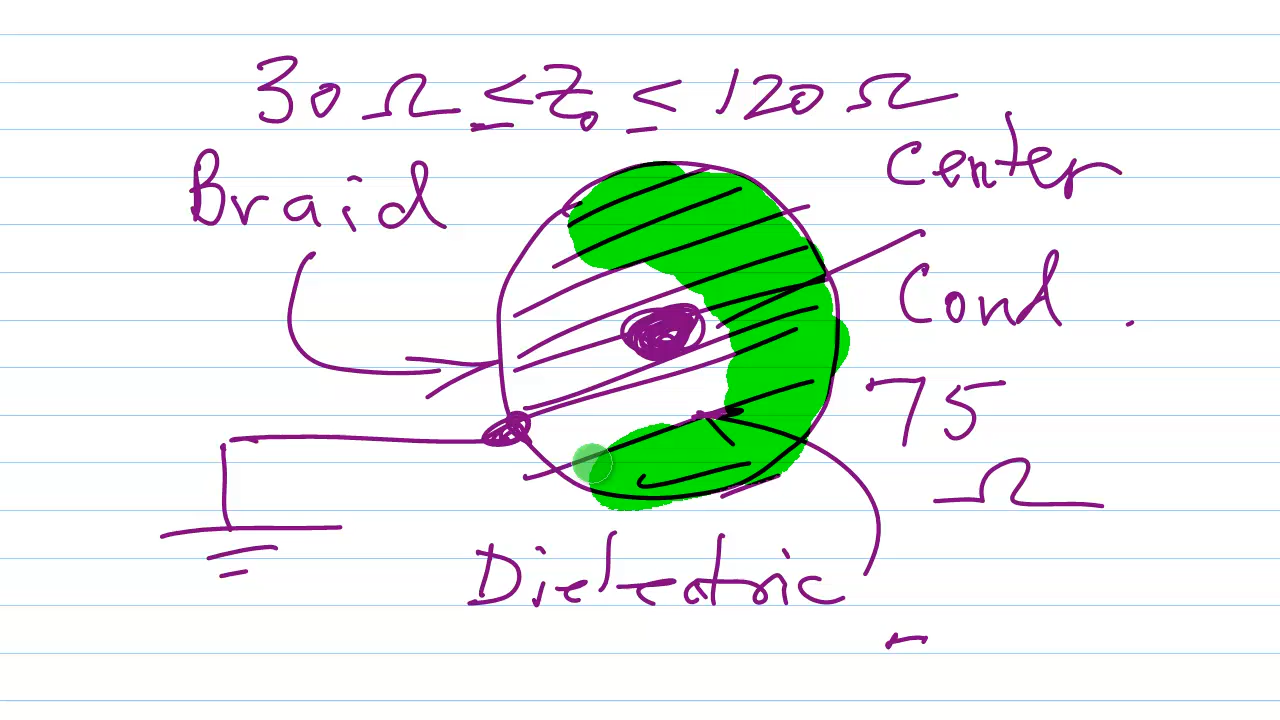 30 Ω ≤ Z₀ ≤ 120 Ω
Braid
Center
Cond.
75
Ω
Dielectric